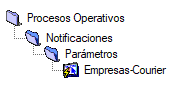 Procesos Operativos
Notificaciones
Parámetros
Empresas-Courier